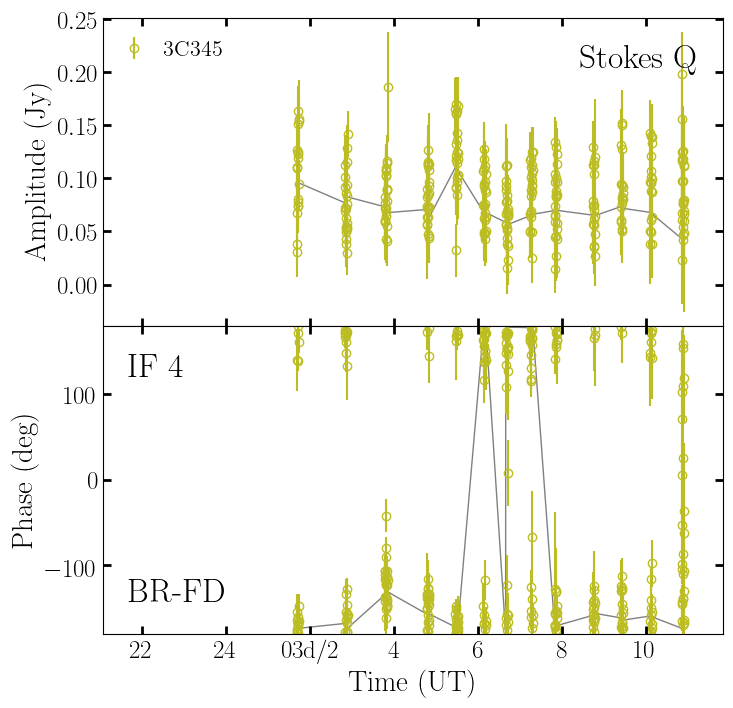 0.25
3C345
Stokes Q
0.20
0.15
0.10
0.05
0.00
Amplitude (Jy)
IF 4
100
0
−100
Phase (deg)
BR-FD
22 24 03d/2 4 6 8 10
Time (UT)